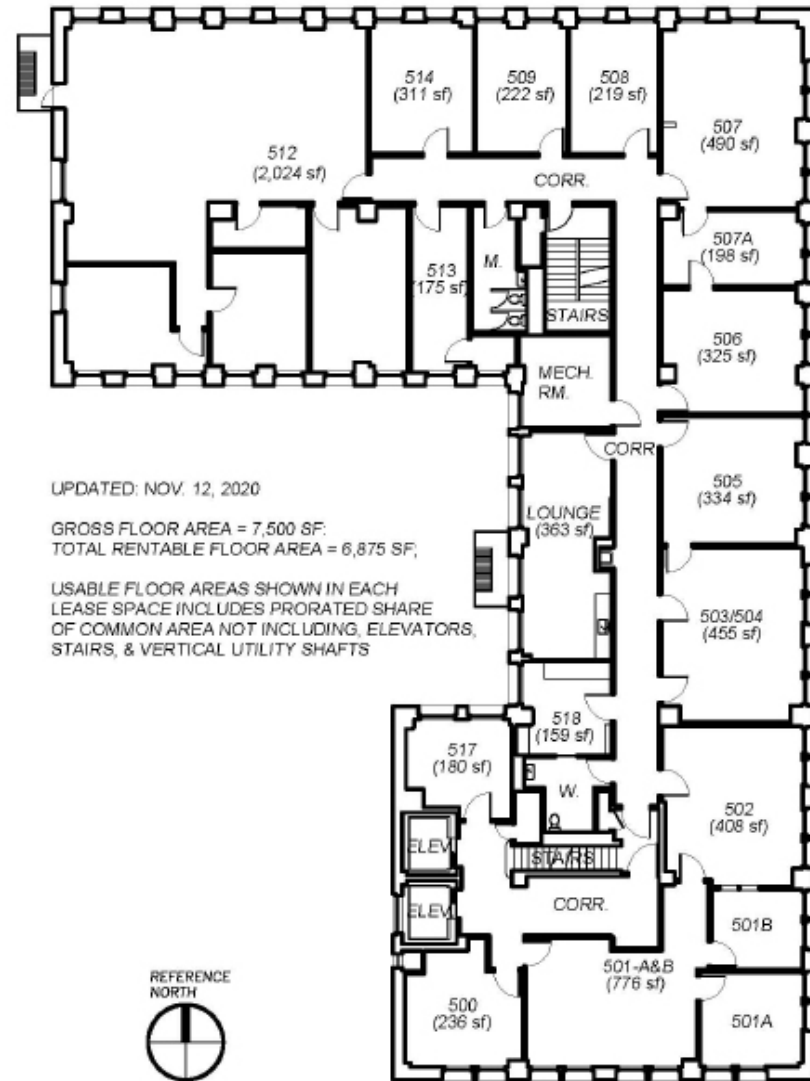 514
(311 sf)
509
(222 sf)
508
(219 sf)
507
(490 sf)
512
(2,024 sf)
CORR.
507A
(198 sf)
513
(175 sf)
M.
STAIRS
506
(325 sf)
MECH.
RM.
CORR
505
(334 sf)
UPDATED: NOV. 12, 2020
GROSS FLOOR AREA = 7,500 SF:
TOTAL RENTABLE FLOOR AREA = 6,875 SF;
USABLE FLOOR AREAS SHOWN IN EACH
LEASE SPACE INCLUDES PRORATED SHARE
OF COMMON AREA NOT INCLUDING, ELEVATORS,
STAIRS, & VERTICAL UTILITY SHAFTS
LOUNGE
(363 sf)
503/504
(455 sf)
518
(159 sf)
517
(180 sf)
W.
502
(408 sf)
ELEV
STAIRS
ELEV
CORR.
501B
501-A&B
(776 sf)
500
(236 sf)
501A
REFERENCE
NORTH